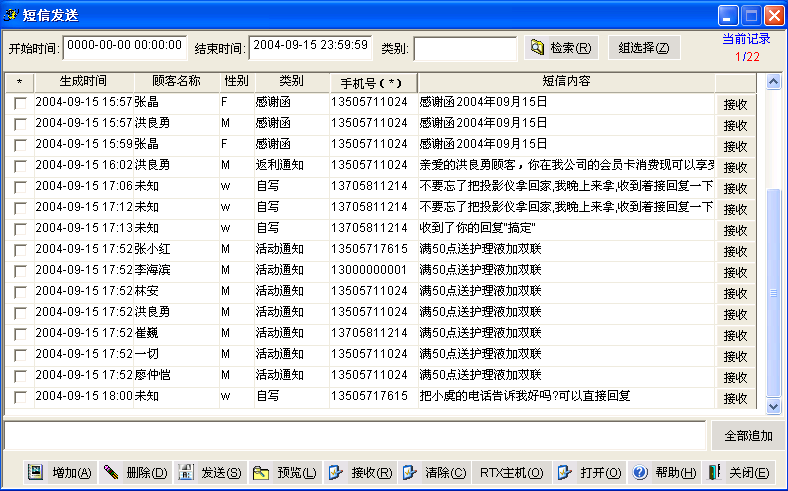 短信发送
开始时间: 0000-00-00 00:00:00 结束时间: 2004-09-15 23:59:59 类别: 检索(R) 组选择(Z) 当前记录
1/22
* 生成时间 顾客名称 性别 类别 手机号(*) 短信内容
2004-09-15 15:57 张晶 F 感谢函 13505711024 感谢函2004年09月15日 接收
2004-09-15 15:57 洪良勇 M 感谢函 13505711024 感谢函2004年09月15日 接收
2004-09-15 15:59 张晶 F 感谢函 13505711024 感谢函2004年09月15日 接收
2004-09-15 16:02 洪良勇 M 返利通知 13505711024 亲爱的洪良勇顾客，你在我公司的会员卡消费现可以享受 接收
2004-09-15 17:06 未知 w 自写 13705811214 不要忘了把投影仪拿回家,我晚上来拿,收到着接回复一下 接收
2004-09-15 17:12 未知 w 自写 13705811214 不要忘了把投影仪拿回家,我晚上来拿,收到着接回复一下 接收
2004-09-15 17:13 未知 w 自写 13705811214 收到了你的回复"搞定" 接收
2004-09-15 17:52 张小红 M 活动通知 13505717615 满50点送护理液加双联 接收
2004-09-15 17:52 李海滨 M 活动通知 13000000001 满50点送护理液加双联 接收
2004-09-15 17:52 林安 M 活动通知 13505711024 满50点送护理液加双联 接收
2004-09-15 17:52 洪良勇 M 活动通知 13505711024 满50点送护理液加双联 接收
2004-09-15 17:52 崔巍 M 活动通知 13705811214 满50点送护理液加双联 接收
2004-09-15 17:52 一切 M 活动通知 13505711024 满50点送护理液加双联 接收
2004-09-15 17:52 廖仲恺 M 活动通知 13505711024 满50点送护理液加双联 接收
2004-09-15 18:00 未知 w 自写 13505717615 把小虞的电话告诉我好吗?可以直接回复 接收
全部追加
增加(A) 删除(D) 发送(S) 预览(L) 接收(R) 清除(C) RTX主机(O) 打开(O) 帮助(H) 关闭(E)